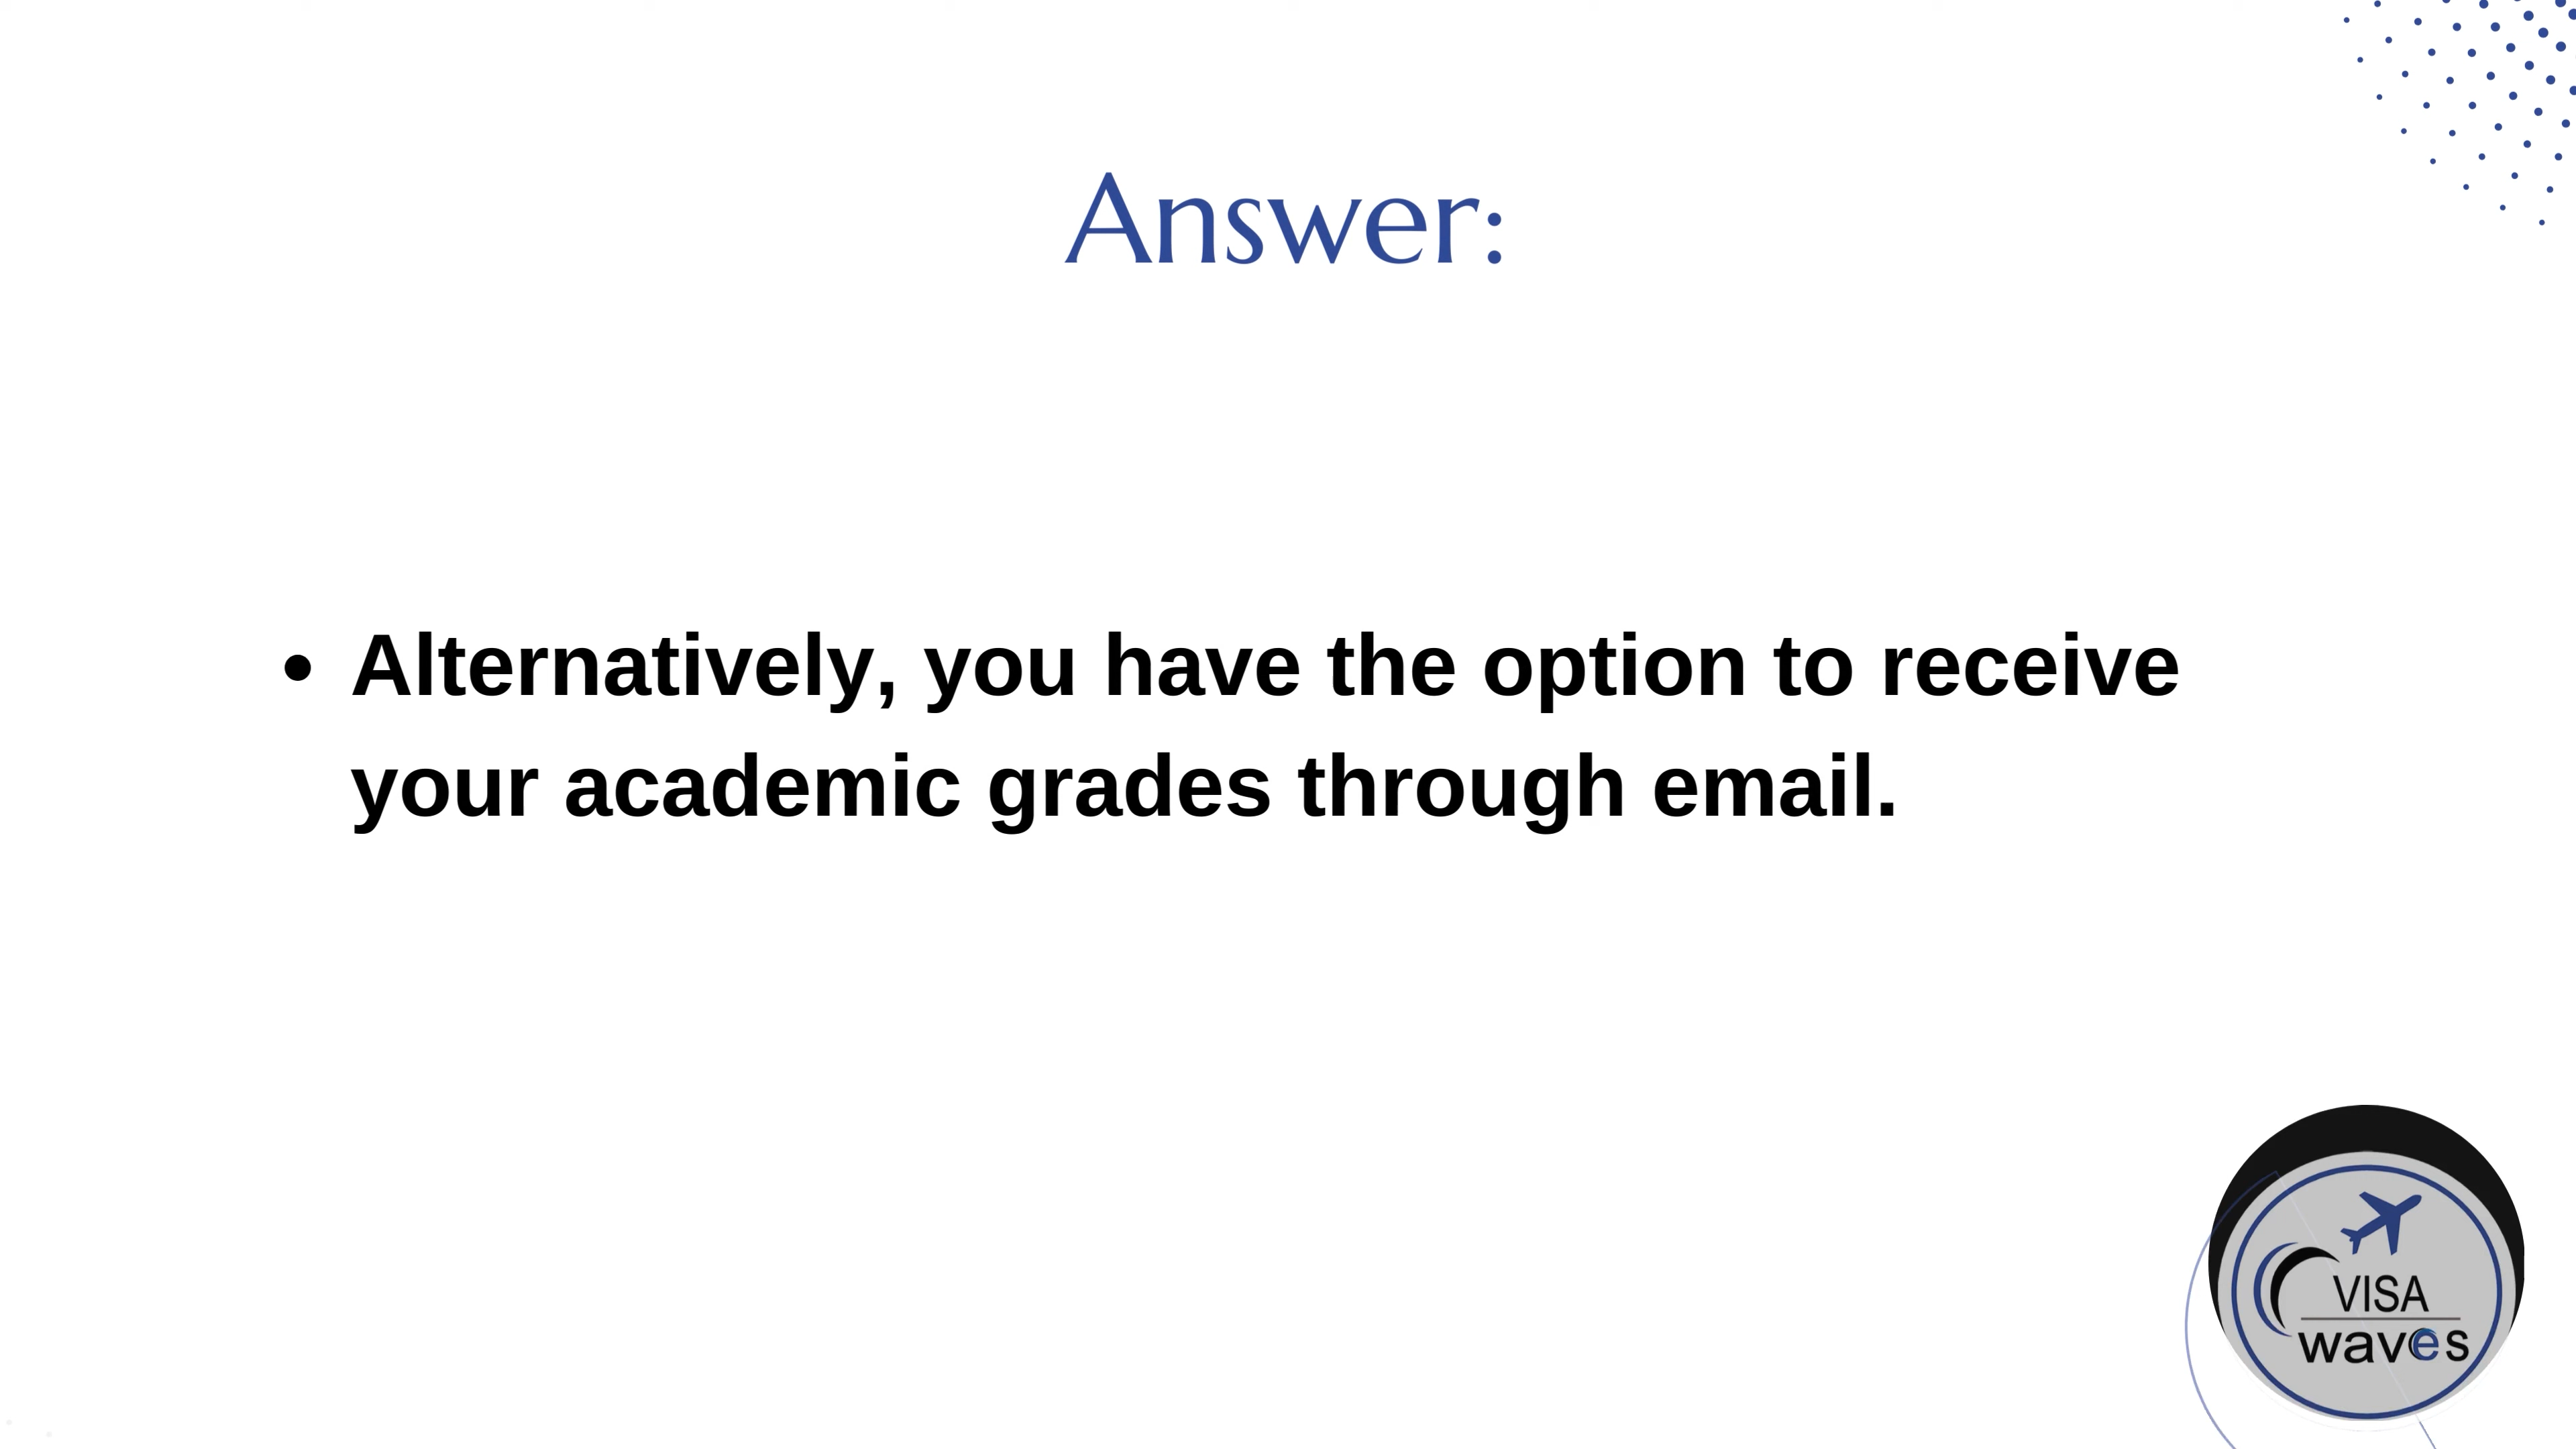 Answer:
• Alternatively, you have the option to receive
your academic grades through email.
VISA
waves